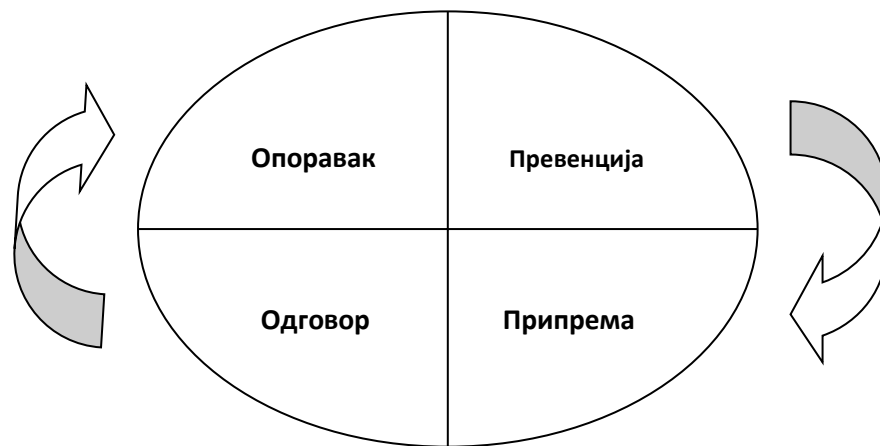 Опоравак
Превенција
Одговор
Припрема